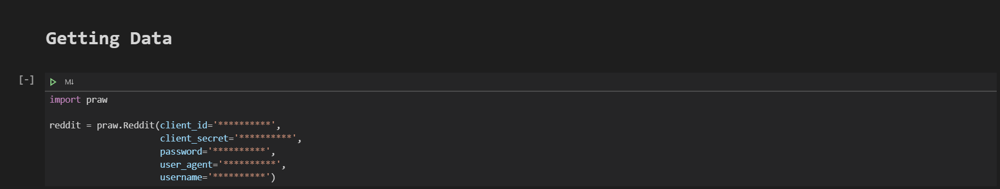 Getting Data
[-]
M↓
import praw
reddit = praw.Reddit(client_id='**********',
client_secret='**********',
password='**********',
user_agent='**********',
username='**********')